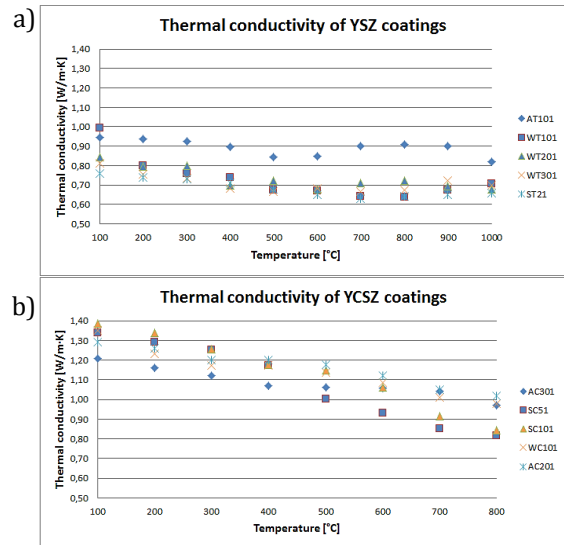 a)
Thermal conductivity of YSZ coatings
Thermal conductivity [W/m·K]
1,40
1,30
1,20
1,10
1,00
0,90
0,80
0,70
0,60
0,50
100 200 300 400 500 600 700 800 900 1000
Temperature [°C]
AT101
WT101
WT201
WT301
ST21
b)
Thermal conductivity of YCSZ coatings
Thermal conductivity [W/m·K]
1,40
1,30
1,20
1,10
1,00
0,90
0,80
0,70
0,60
0,50
100 200 300 400 500 600 700 800
Temperature [°C]
AC301
SC51
SC101
WC101
AC201